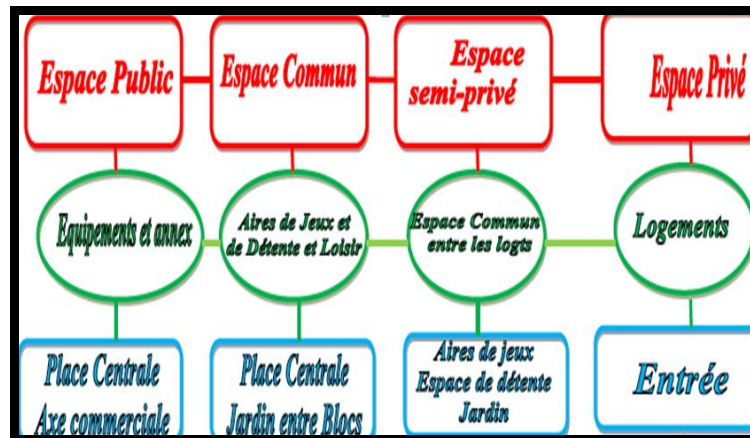 Espace Public
Espace Commun
Espace
semi-privé
Espace Privé
Equipements et annex
Aires de Jeux et
de Détente et Loisir
Espace Commun
entre les logts
Logements
Place Centrale
Axe commerciale
Place Centrale
Jardin entre Blocs
Aires de jeux
Espace de détente
Jardin
Entrée